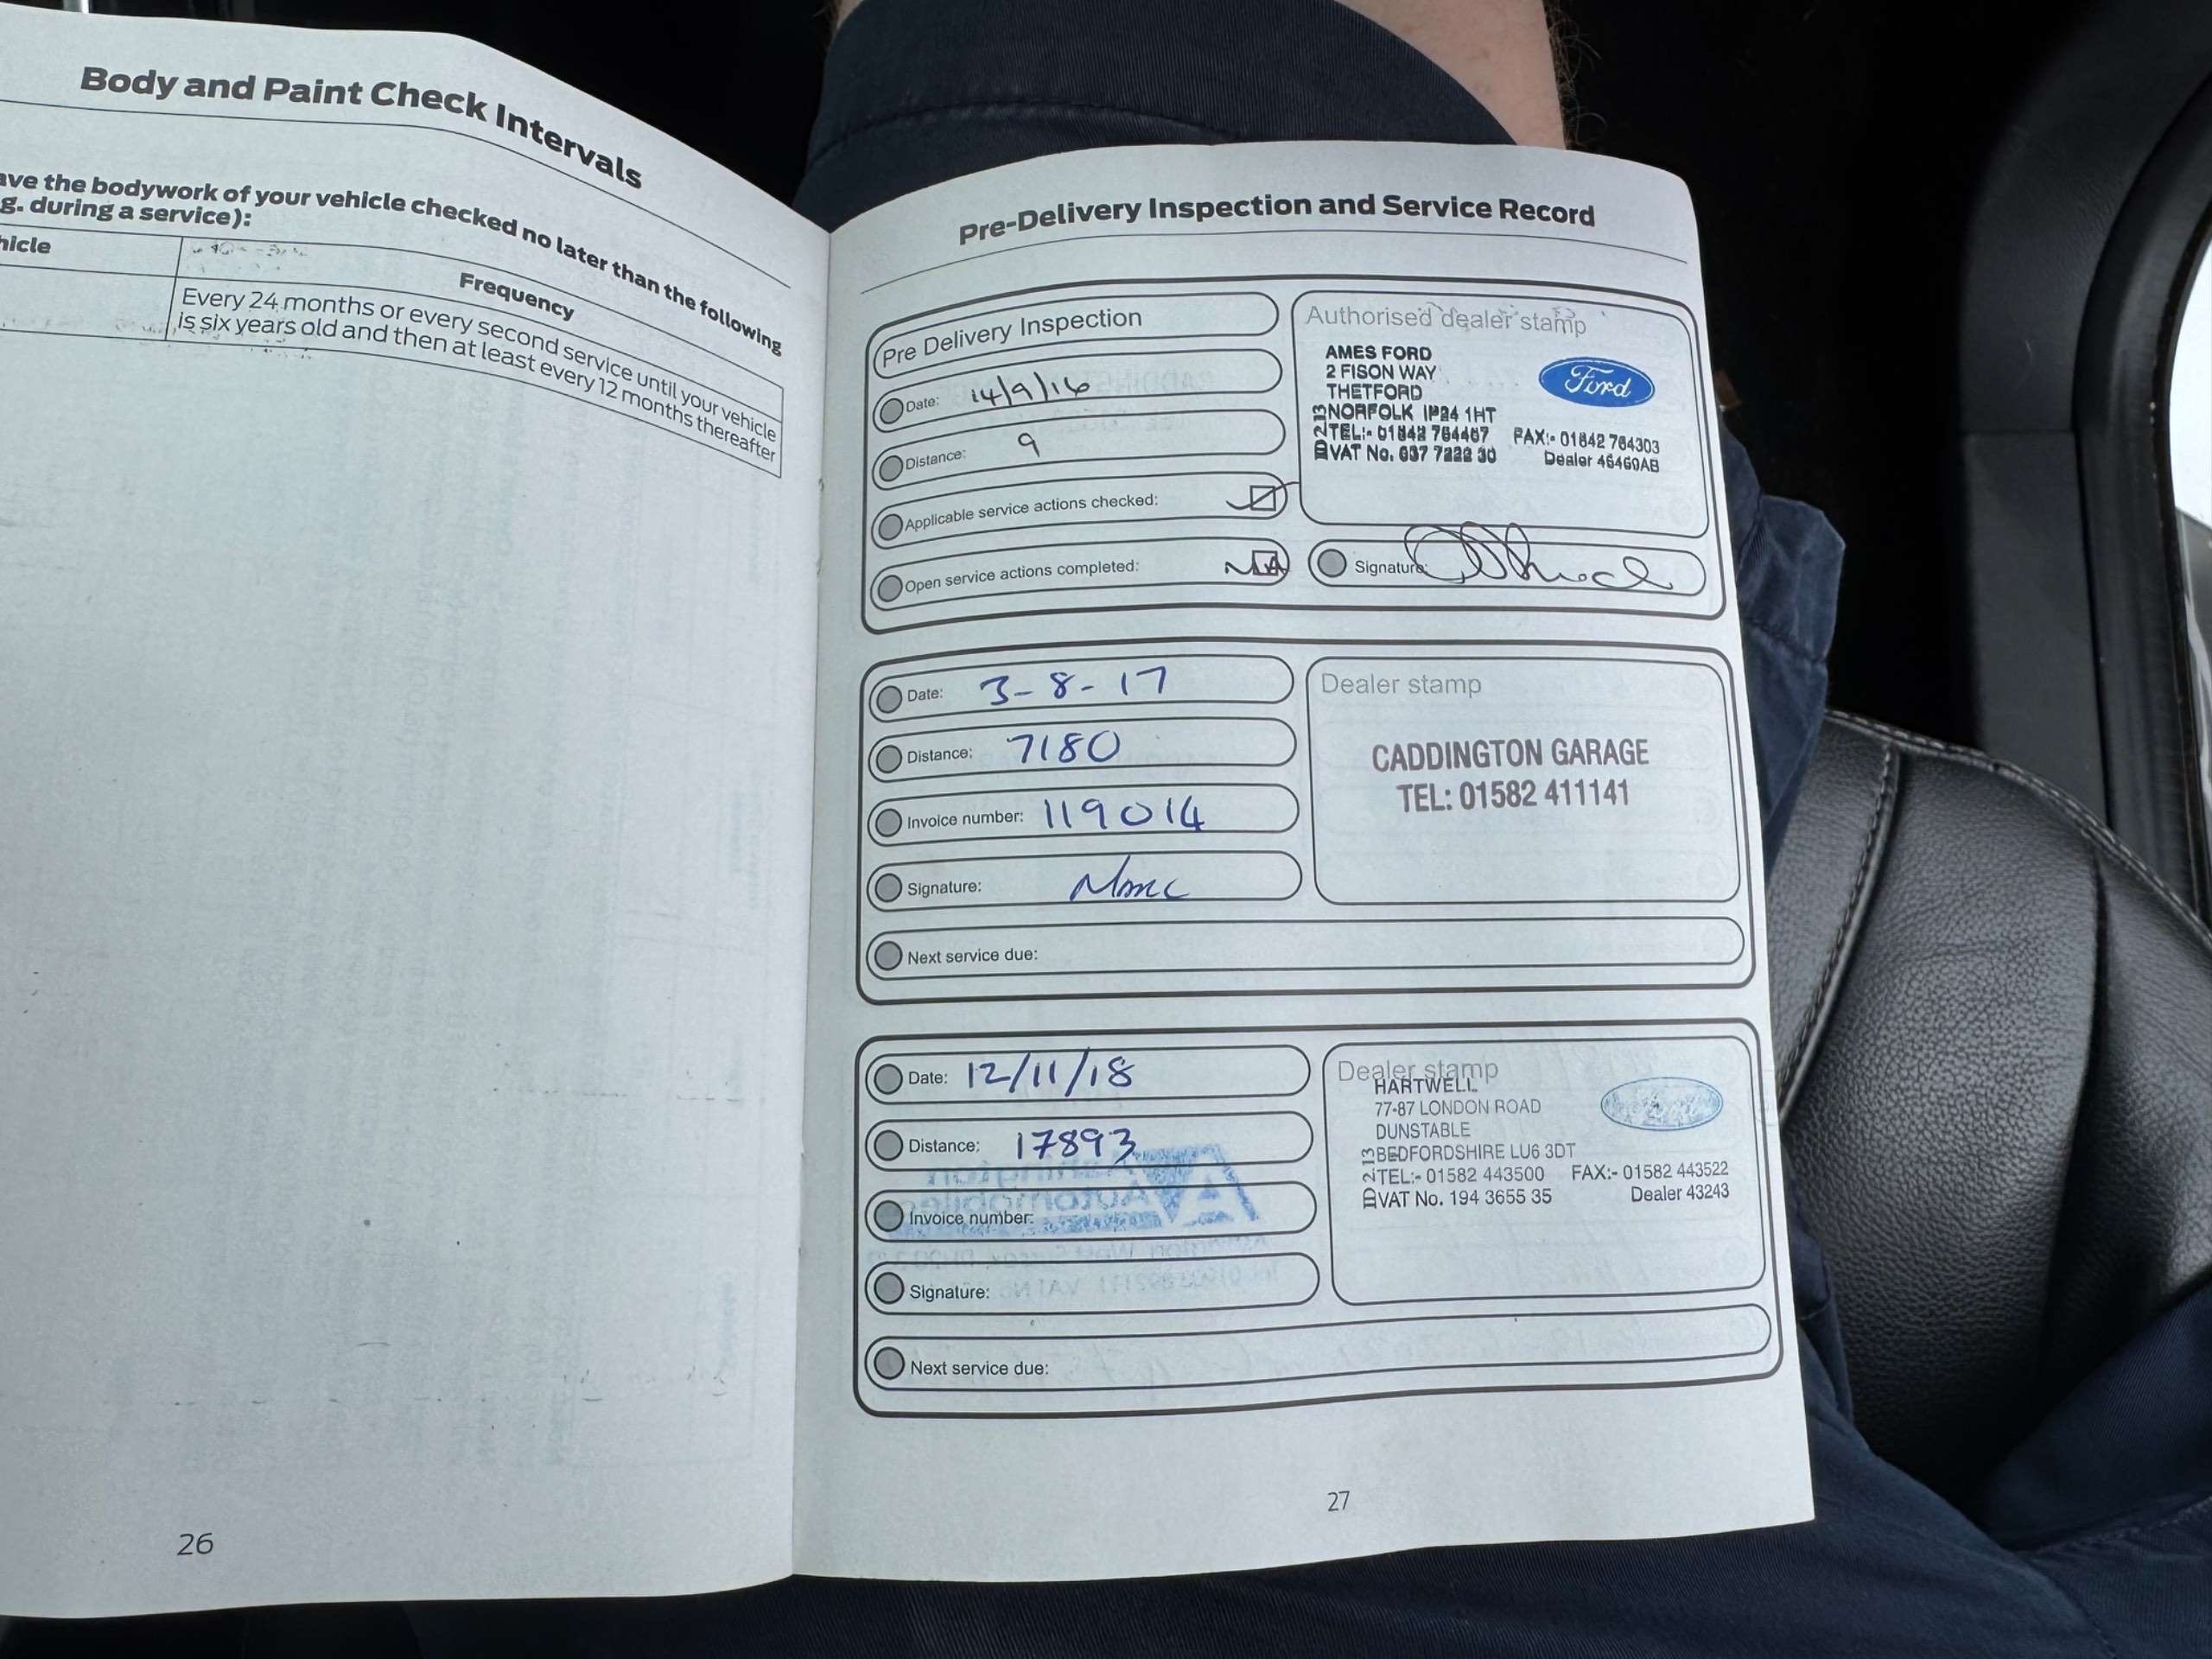 Body and Paint Check Intervals
ave the bodywork of your vehicle checked no later than the following
g. during a service):
hicle
Frequency
Every 24 months or every second service until your vehicle
is six years old and then at least every 12 months thereafter
26
Pre-Delivery Inspection and Service Record
Pre Delivery Inspection
Date: 14/9/16
Distance: 9
Applicable service actions checked:
Open service actions completed: NA
Authorised dealer stamp
AMES FORD
2 FISON WAY
THETFORD
NORFOLK IP24 1HT
TEL:- 01842 764467 FAX:- 01842 764303
VAT No. 637 7222 30 Dealer 46460AB
Ford
Signature:
Date: 3-8-17
Distance: 7180
Invoice number: 119014
Signature:
Next service due:
Dealer stamp
CADDINGTON GARAGE
TEL: 01582 411141
Date: 12/11/18
Distance: 17893
Invoice number:
Signature:
Next service due:
Dealer stamp
HARTWELL
77-87 LONDON ROAD
DUNSTABLE
BEDFORDSHIRE LU6 3DT
TEL:- 01582 443500 FAX:- 01582 443522
VAT No. 194 3655 35 Dealer 43243
27